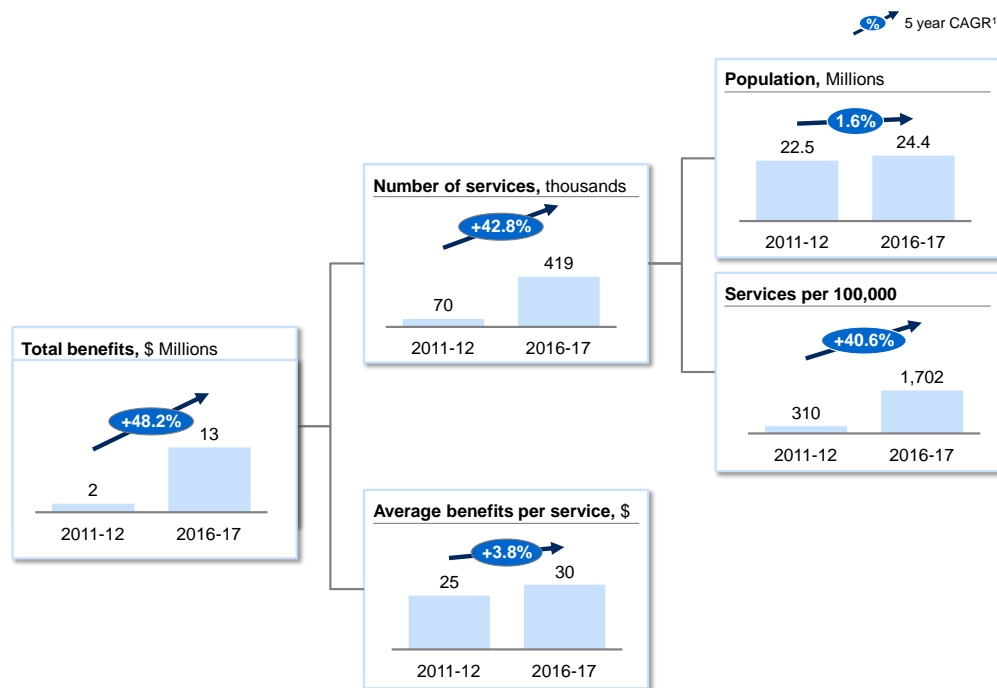 % 5 year CAGR¹
Population, Millions
1.6%
22.5 24.4
2011-12 2016-17
Number of services, thousands
+42.8%
70 419
2011-12 2016-17
Services per 100,000
+40.6%
310 1,702
2011-12 2016-17
Total benefits, $ Millions
+48.2%
2 13
2011-12 2016-17
Average benefits per service, $
+3.8%
25 30
2011-12 2016-17